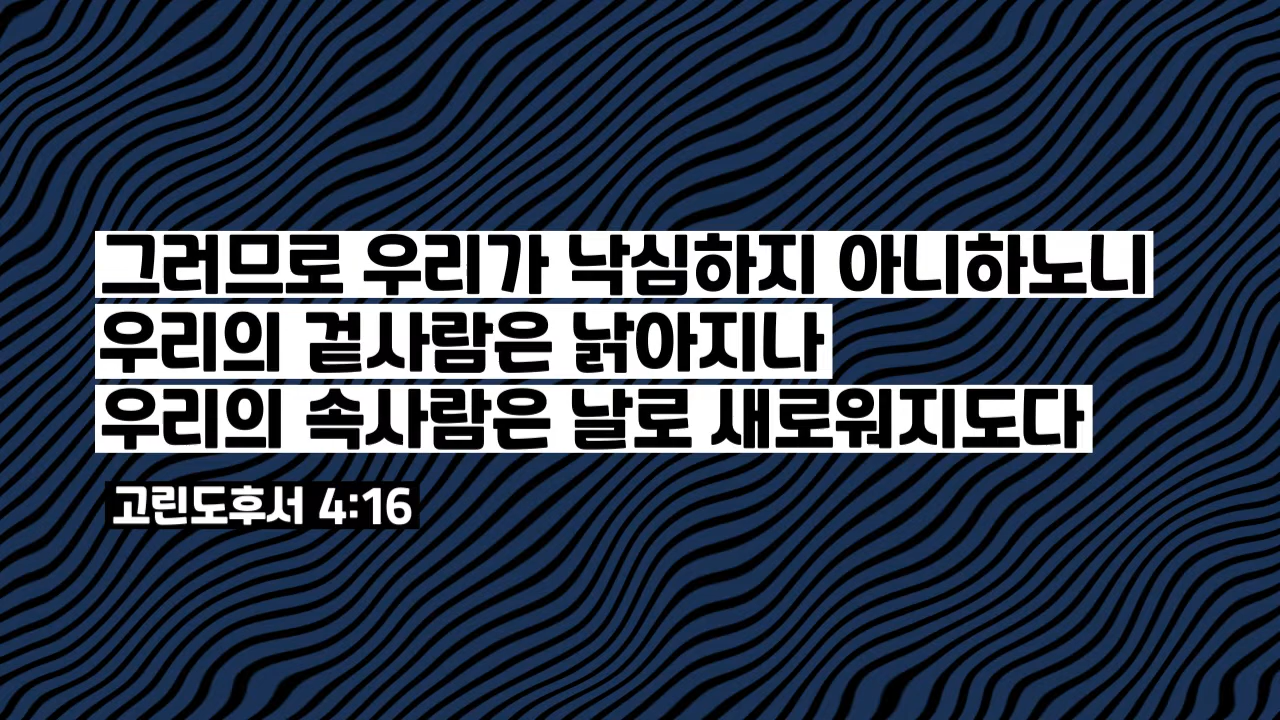 그러므로 우리가 낙심하지 아니하노니
우리의 겉사람은 낡아지나
우리의 속사람은 날로 새로워지도다
고린도후서 4:16